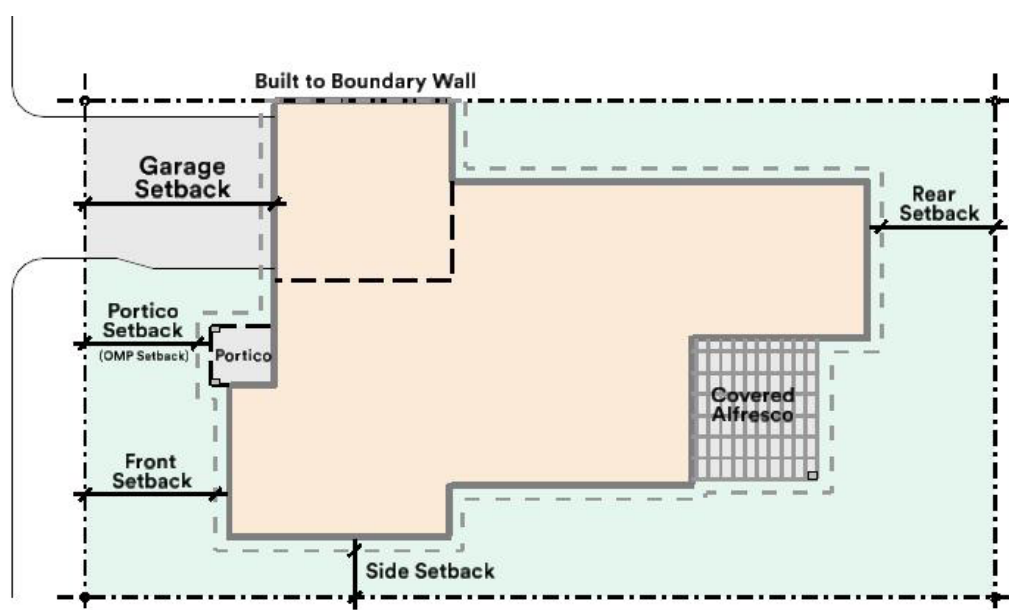 Built to Boundary Wall
Garage
Setback
Rear
Setback
Portico
Setback
(OMP Setback)
Portico
Covered
Alfresco
Front
Setback
Side Setback